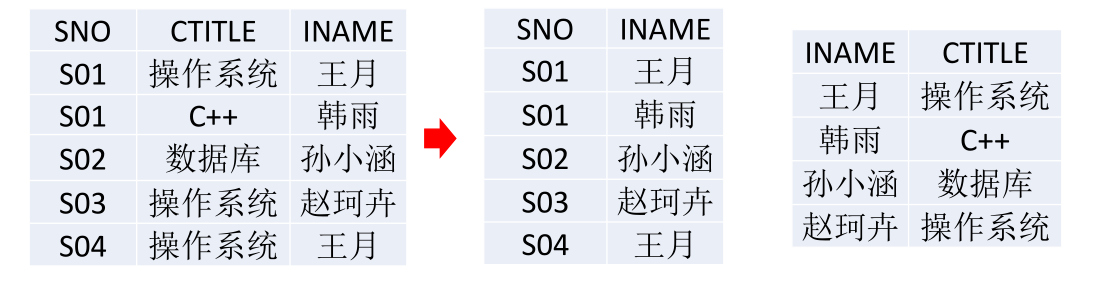 SNO CTITLE INAME
S01 操作系统 王月
S01 C++ 韩雨
S02 数据库 孙小涵
S03 操作系统 赵珂卉
S04 操作系统 王月
SNO INAME
S01 王月
S01 韩雨
S02 孙小涵
S03 赵珂卉
S04 王月
INAME CTITLE
王月 操作系统
韩雨 C++
孙小涵 数据库
赵珂卉 操作系统